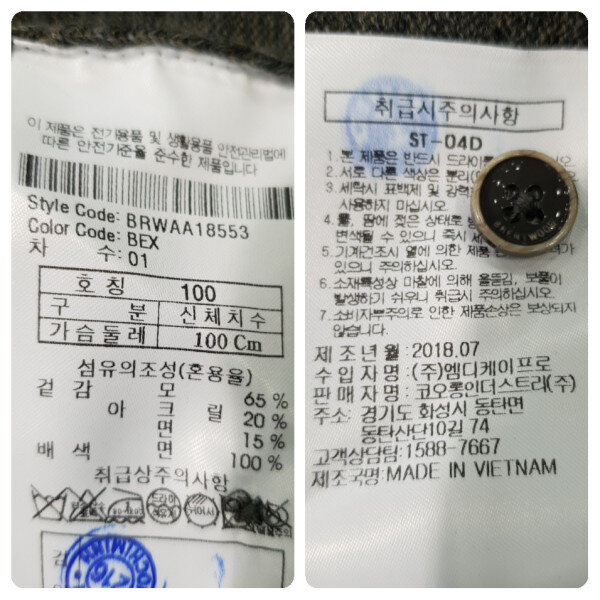 이 제품은 전기용품 및 생활용품 안전관리법에
따른 안전기준을 준수한 제품입니다
Style Code: BRWAA18553
Color Code: BEX
차 수: 01
호 칭 100
구 분 신체치수
가슴둘레 100 Cm
섬유의조성(혼용율)
겉 감 모 65 %
아 크 릴 20 %
면 15 %
배 색 면 100 %
취급상주의사항
드라이
취급시주의사항
ST-04D
1. 본 제품은 반드시 드라이
2. 서로 다른 색상은 분리
3. 세탁시 표백제 및 강력
사용하지 마십시오.
4. 물, 땀에 젖은 상태로
변색될 수 있으니 즉시
5. 기계건조시 열에 의한 제품
있으니 주의하십시오.
6. 소재특성상 마찰에 의해 올뜯김, 보풀이
발생하기 쉬우니 취급시 주의하십시오.
7. 소비자부주의로 인한 제품손상은 보상되지
않습니다.
BRENTWOOD
제 조 년 월 : 2018.07
수 입 자 명 : (주)엠디케이프로
판 매 자 명 : 코오롱인더스트리(주)
주소: 경기도 화성시 동탄면
동탄산단10길 74
고객상담팀: 1588-7667
제조국명: MADE IN VIETNAM